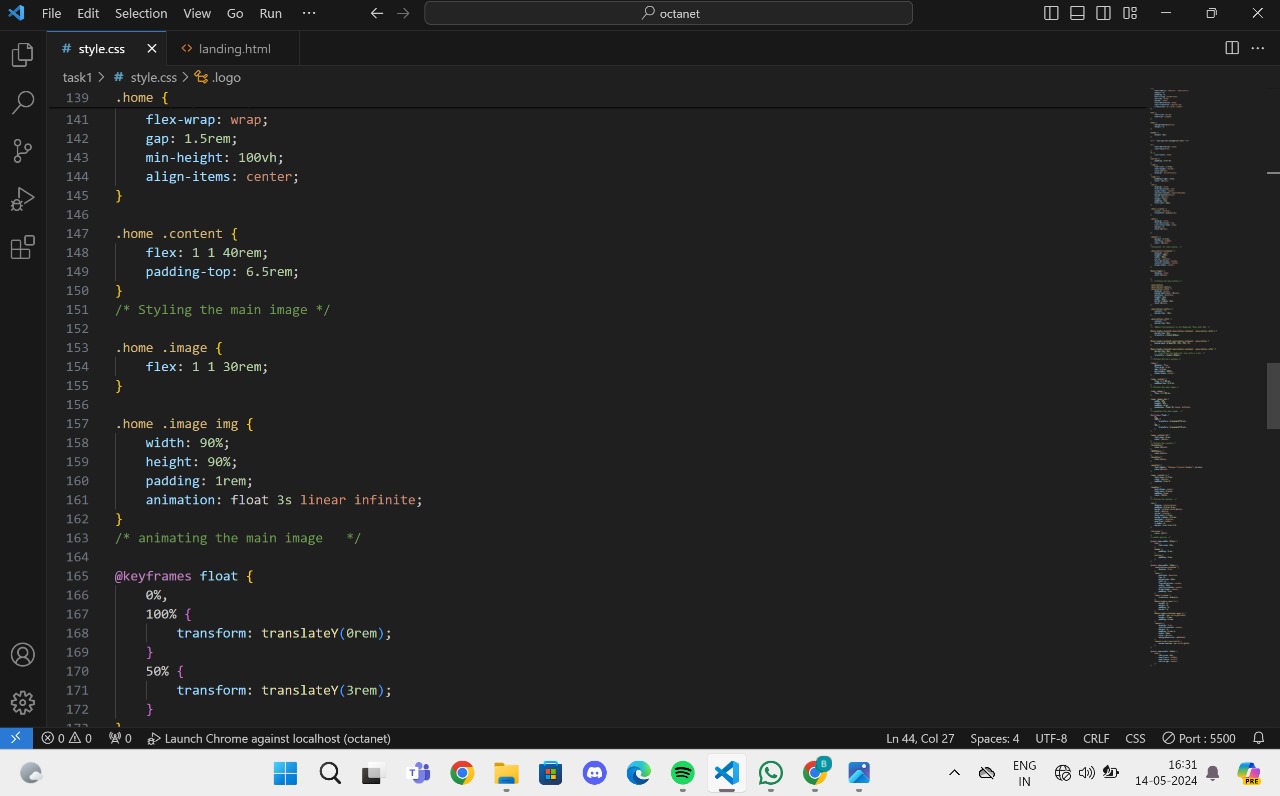 File Edit Selection View Go Run ··· octanet
# style.css × <> landing.html ···
task1 > # style.css > .logo
139 .home {
141 flex-wrap: wrap;
142 gap: 1.5rem;
143 min-height: 100vh;
144 align-items: center;
145 }
146
147 .home .content {
148 flex: 1 1 40rem;
149 padding-top: 6.5rem;
150 }
151 /* Styling the main image */
152
153 .home .image {
154 flex: 1 1 30rem;
155 }
156
157 .home .image img {
158 width: 90%;
159 height: 90%;
160 padding: 1rem;
161 animation: float 3s linear infinite;
162 }
163 /* animating the main image   */
164
165 @keyframes float {
166 0%,
167 100% {
168 transform: translateY(0rem);
169 }
170 50% {
171 transform: translateY(3rem);
172 }
173 }
0 0 0 Launch Chrome against localhost (octanet) Ln 44, Col 27 Spaces: 4 UTF-8 CRLF CSS Port : 5500
ENG 16:31
IN 14-05-2024
B
PRE